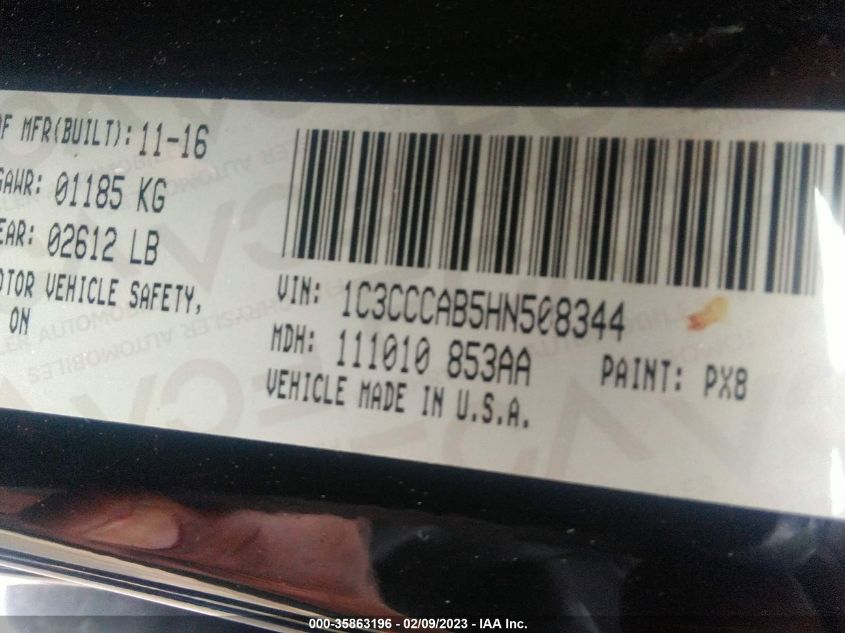 OF MFR(BUILT): 11-16
GAWR: 01185 KG
EAR: 02612 LB
OTOR VEHICLE SAFETY,
ON
VIN: 1C3CCCAB5HN508344
MDH: 111010 853AA PAINT: PX8
VEHICLE MADE IN U.S.A.
000-35863196 - 02/09/2023 - IAA Inc.